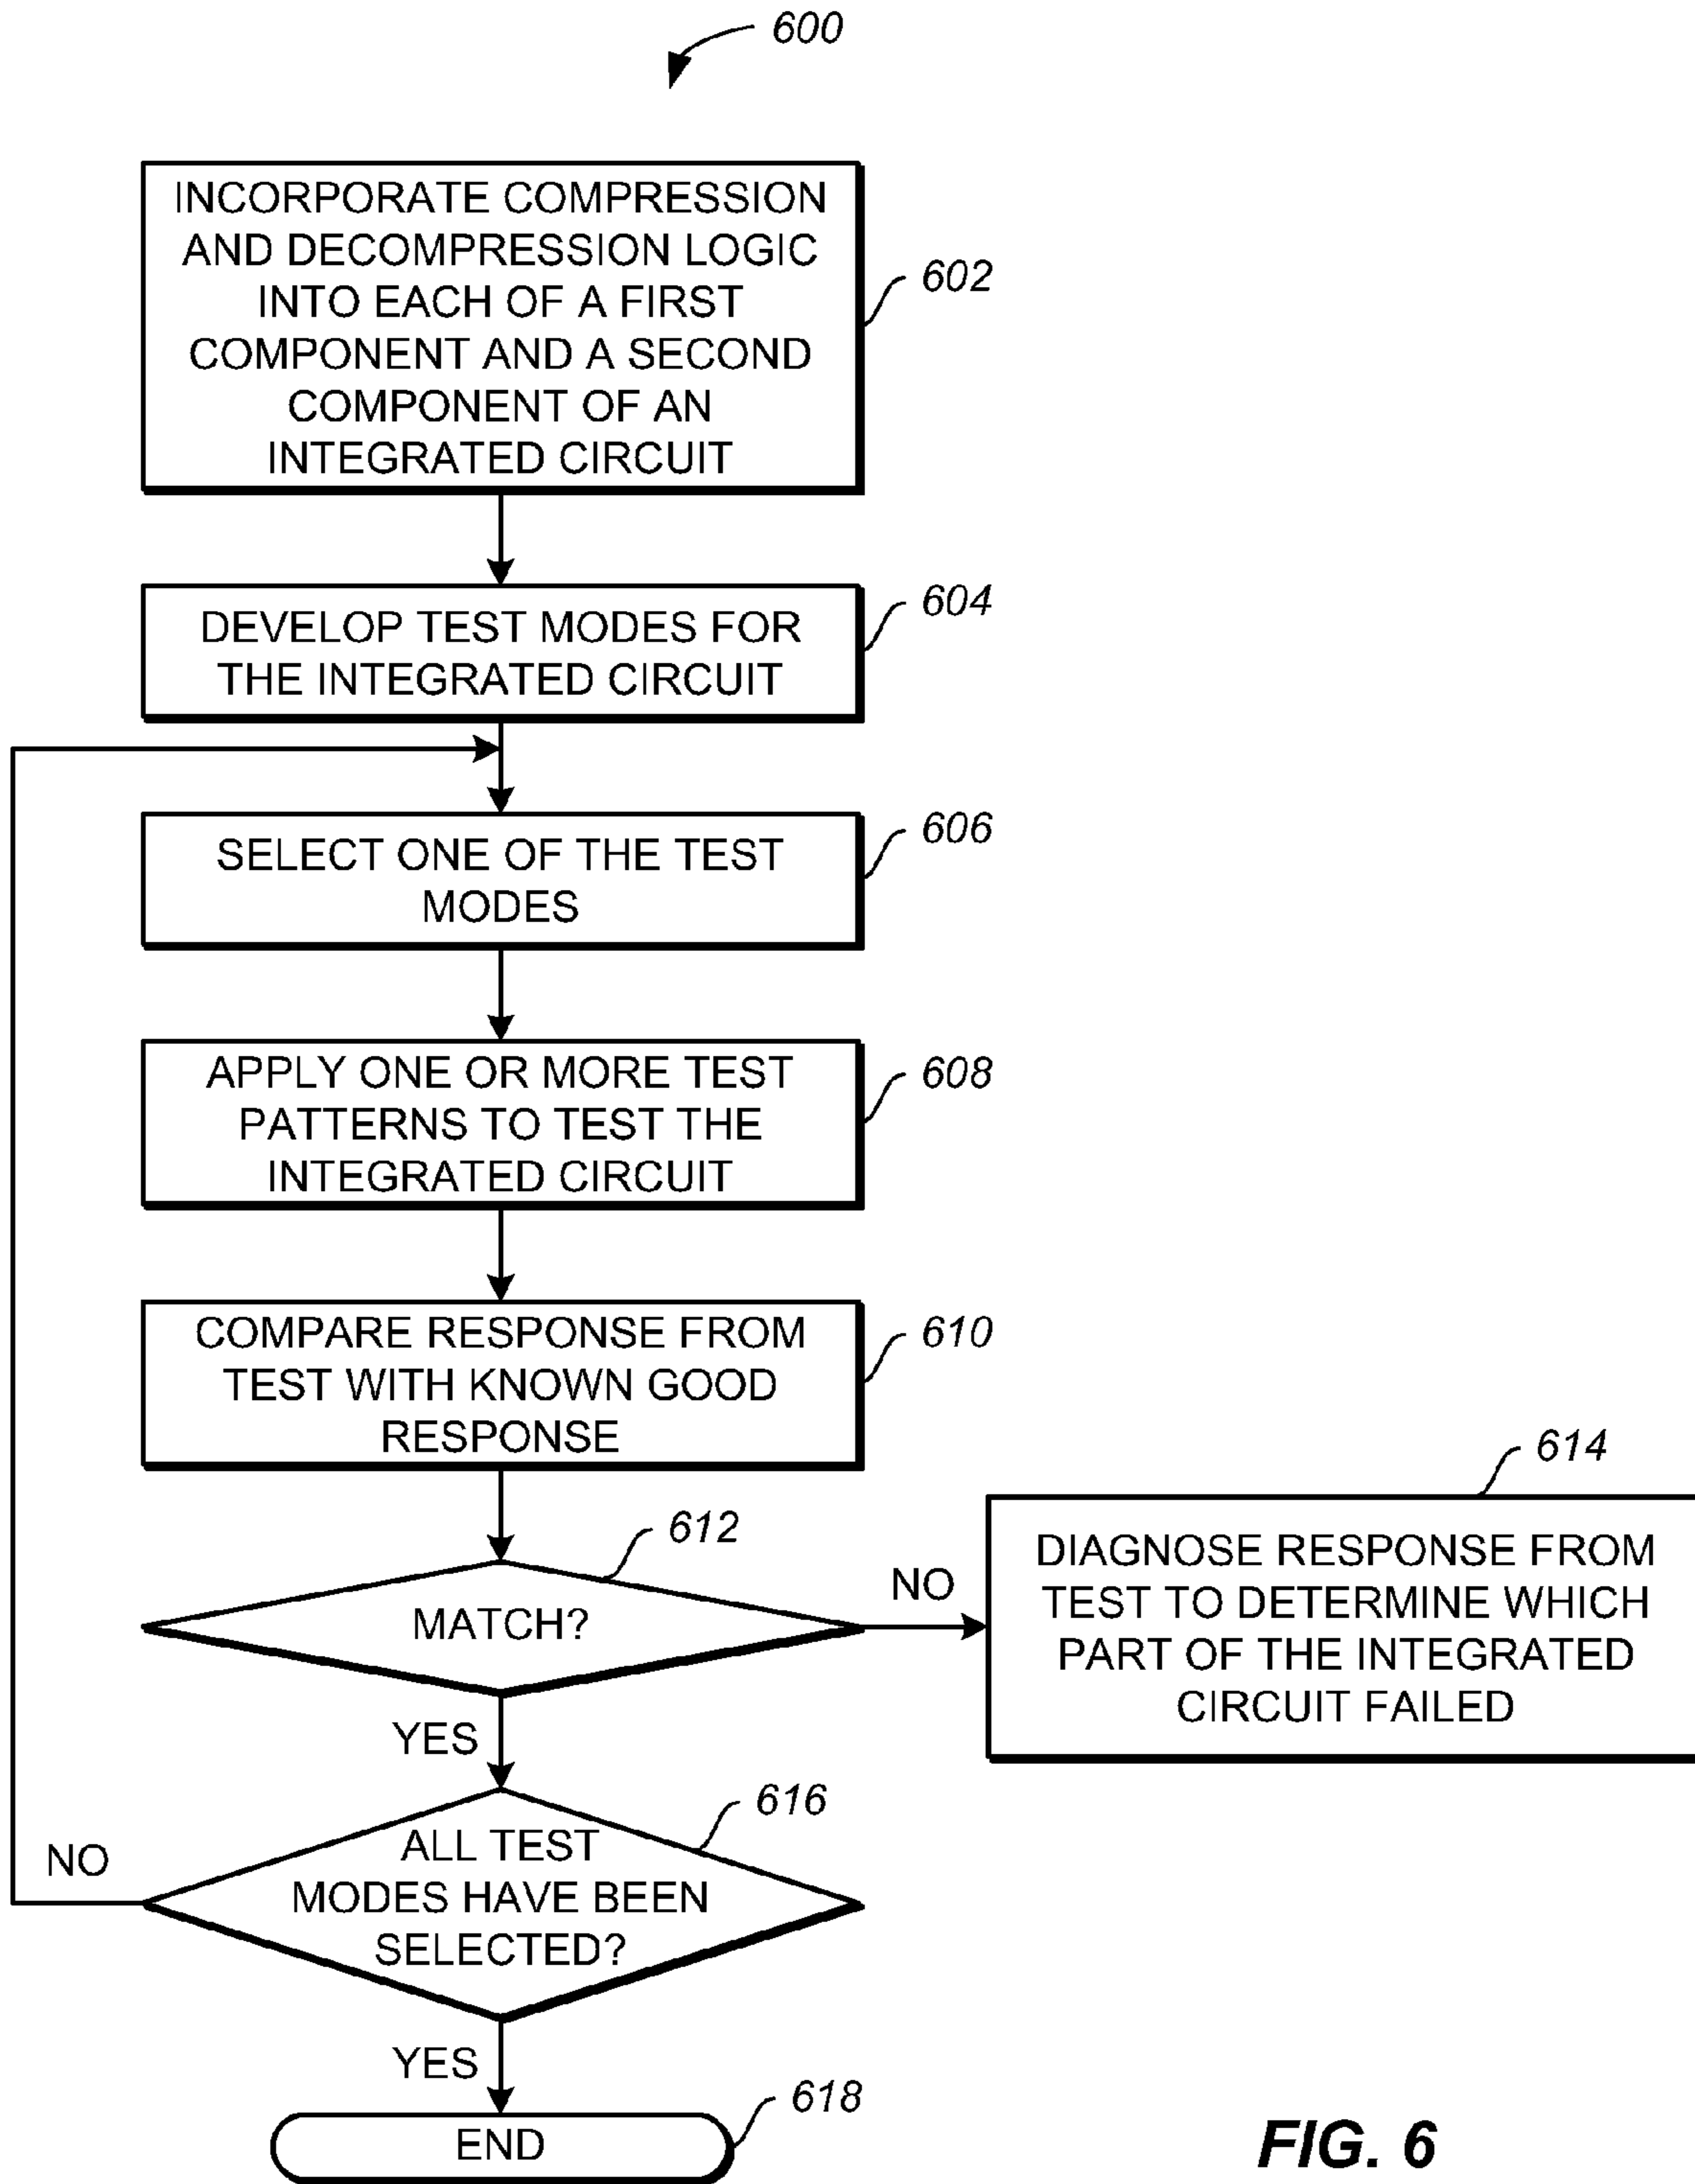 600
INCORPORATE COMPRESSION
AND DECOMPRESSION LOGIC
INTO EACH OF A FIRST
COMPONENT AND A SECOND
COMPONENT OF AN
INTEGRATED CIRCUIT
602
DEVELOP TEST MODES FOR
THE INTEGRATED CIRCUIT
604
SELECT ONE OF THE TEST
MODES
606
APPLY ONE OR MORE TEST
PATTERNS TO TEST THE
INTEGRATED CIRCUIT
608
COMPARE RESPONSE FROM
TEST WITH KNOWN GOOD
RESPONSE
610
MATCH?
612
NO
DIAGNOSE RESPONSE FROM
TEST TO DETERMINE WHICH
PART OF THE INTEGRATED
CIRCUIT FAILED
614
YES
ALL TEST
MODES HAVE BEEN
SELECTED?
616
NO
YES
END
618
FIG. 6